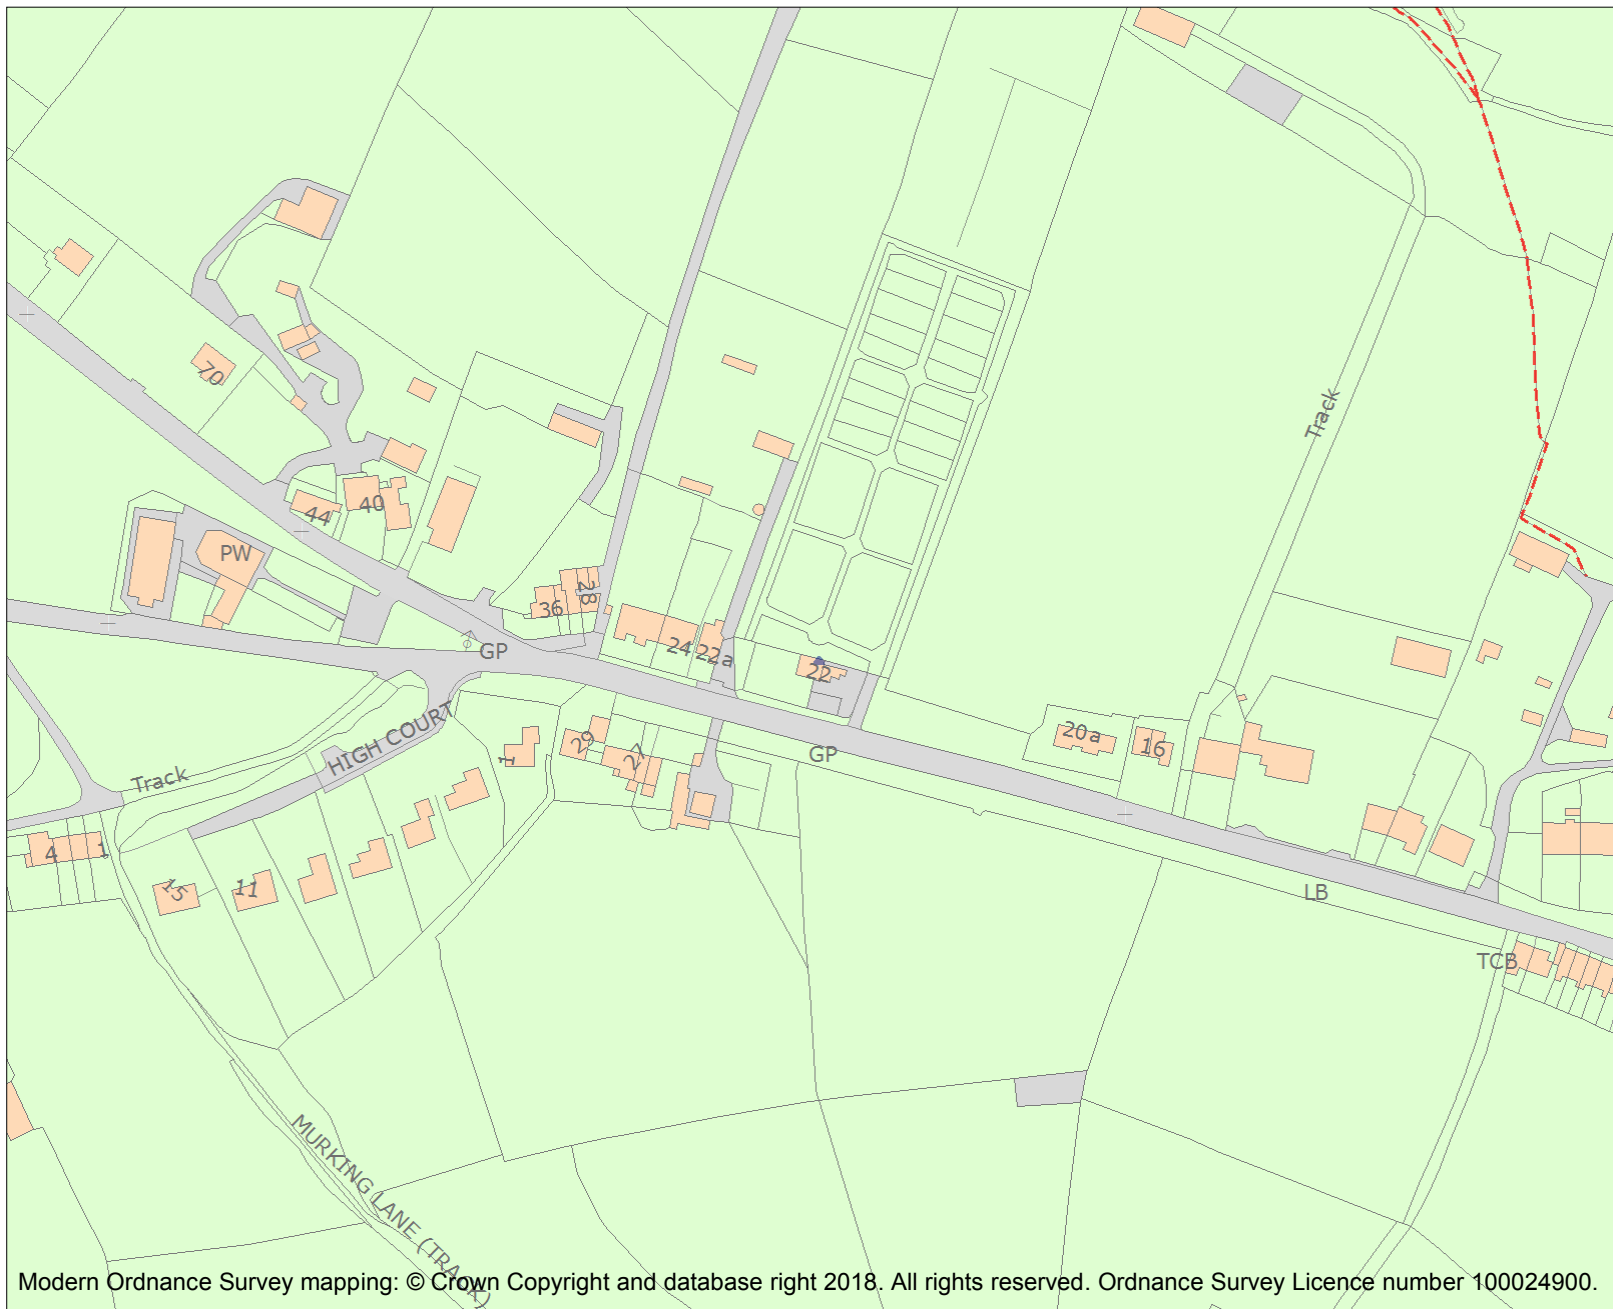 Track
70
40
44
PW
28
36
GP
24
22a
22
HIGH COURT
20a
16
29
27
1
GP
Track
4
1
15
11
LB
TCB
MURKING LANE (TRACK)
Modern Ordnance Survey mapping: © Crown Copyright and database right 2018. All rights reserved. Ordnance Survey Licence number 100024900.